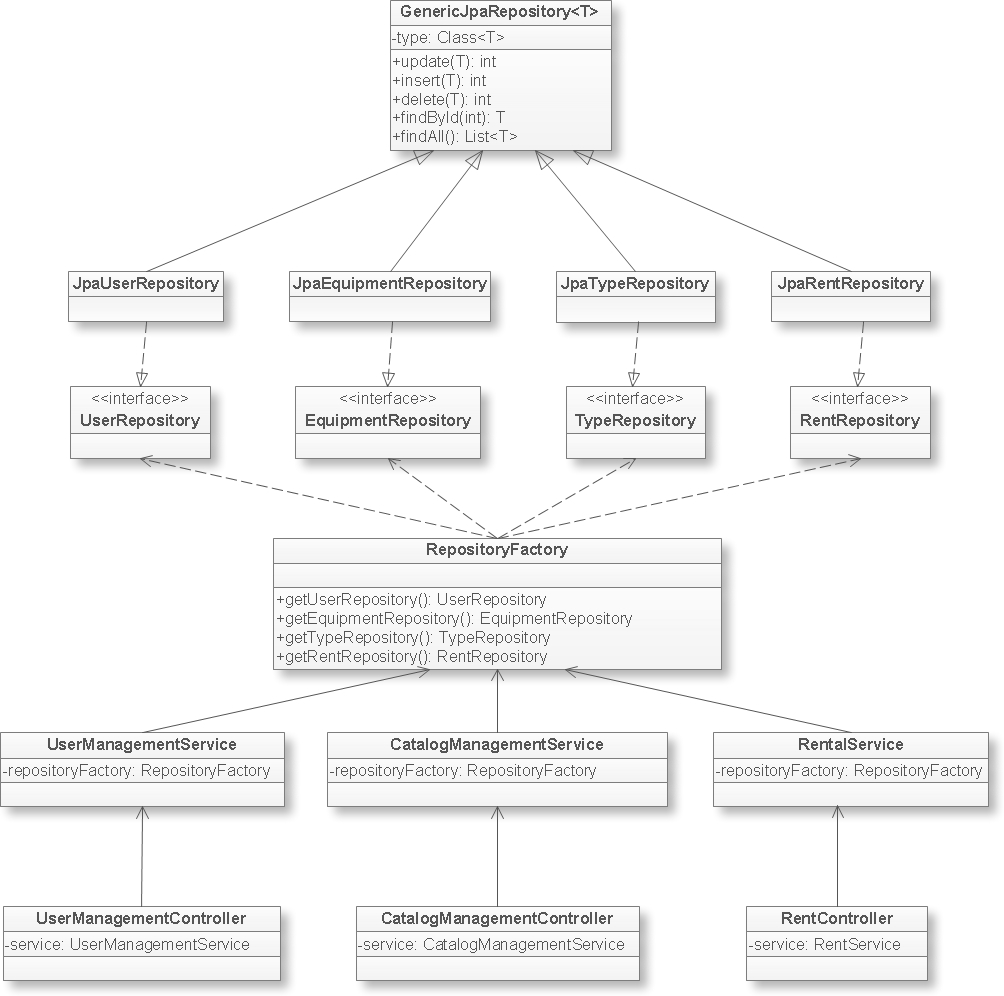 GenericJpaRepository<T>
-type: Class<T>
+update(T): int
+insert(T): int
+delete(T): int
+findById(int): T
+findAll(): List<T>
JpaUserRepository
JpaEquipmentRepository
JpaTypeRepository
JpaRentRepository
<<interface>>
UserRepository
<<interface>>
EquipmentRepository
<<interface>>
TypeRepository
<<interface>>
RentRepository
RepositoryFactory
+getUserRepository(): UserRepository
+getEquipmentRepository(): EquipmentRepository
+getTypeRepository(): TypeRepository
+getRentRepository(): RentRepository
UserManagementService
-repositoryFactory: RepositoryFactory
CatalogManagementService
-repositoryFactory: RepositoryFactory
RentalService
-repositoryFactory: RepositoryFactory
UserManagementController
-service: UserManagementService
CatalogManagementController
-service: CatalogManagementService
RentController
-service: RentService